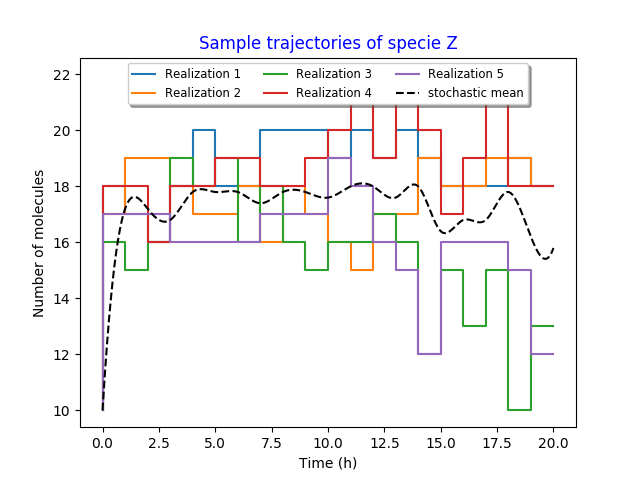 Sample trajectories of specie Z
Realization 1 Realization 3 Realization 5
Realization 2 Realization 4 stochastic mean
22
20
18
16
14
12
10
Number of molecules
0.0 2.5 5.0 7.5 10.0 12.5 15.0 17.5 20.0
Time (h)